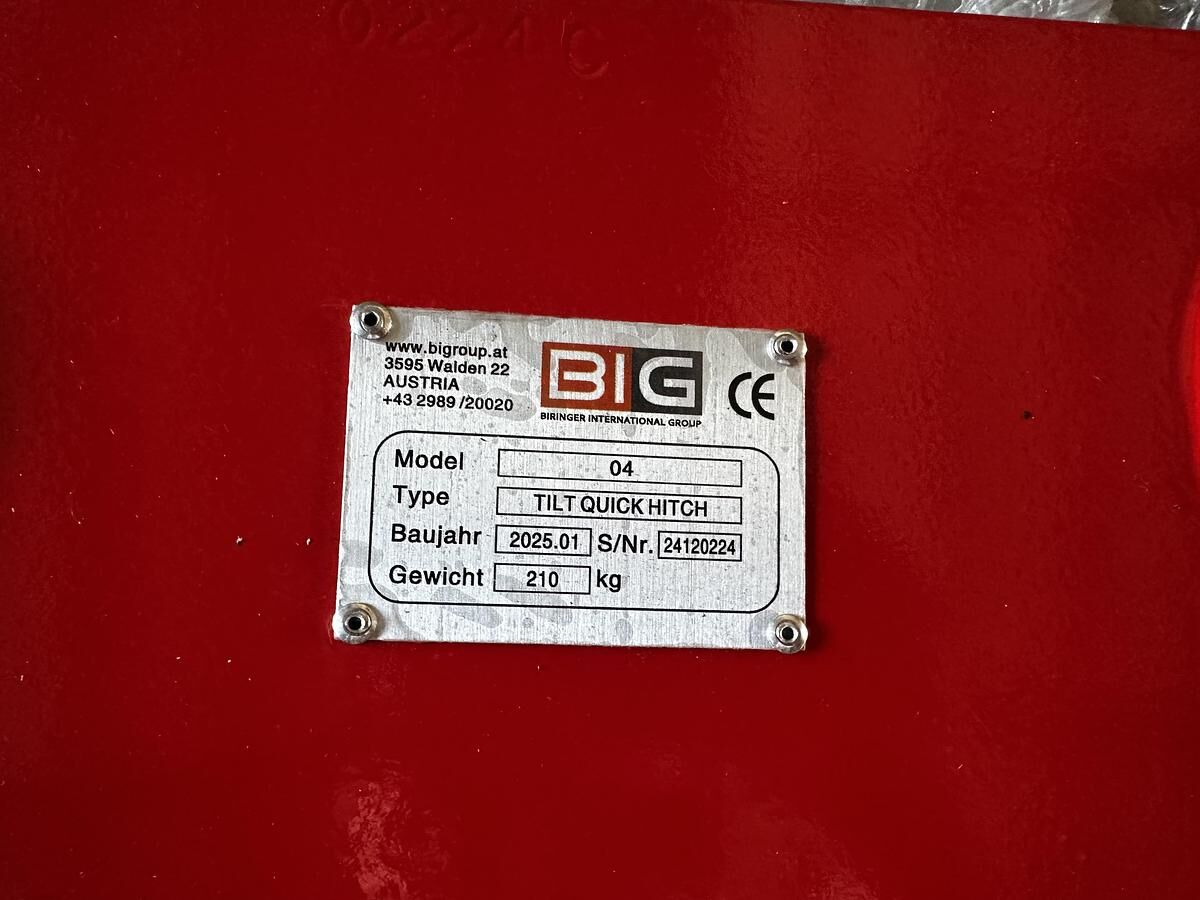 0224C
www.bigroup.at
3595 Walden 22
AUSTRIA
+43 2989 /20020
BIG
BIRINGER INTERNATIONAL GROUP
CE
Model 04
Type TILT QUICK HITCH
Baujahr 2025.01 S/Nr. 24120224
Gewicht 210 kg